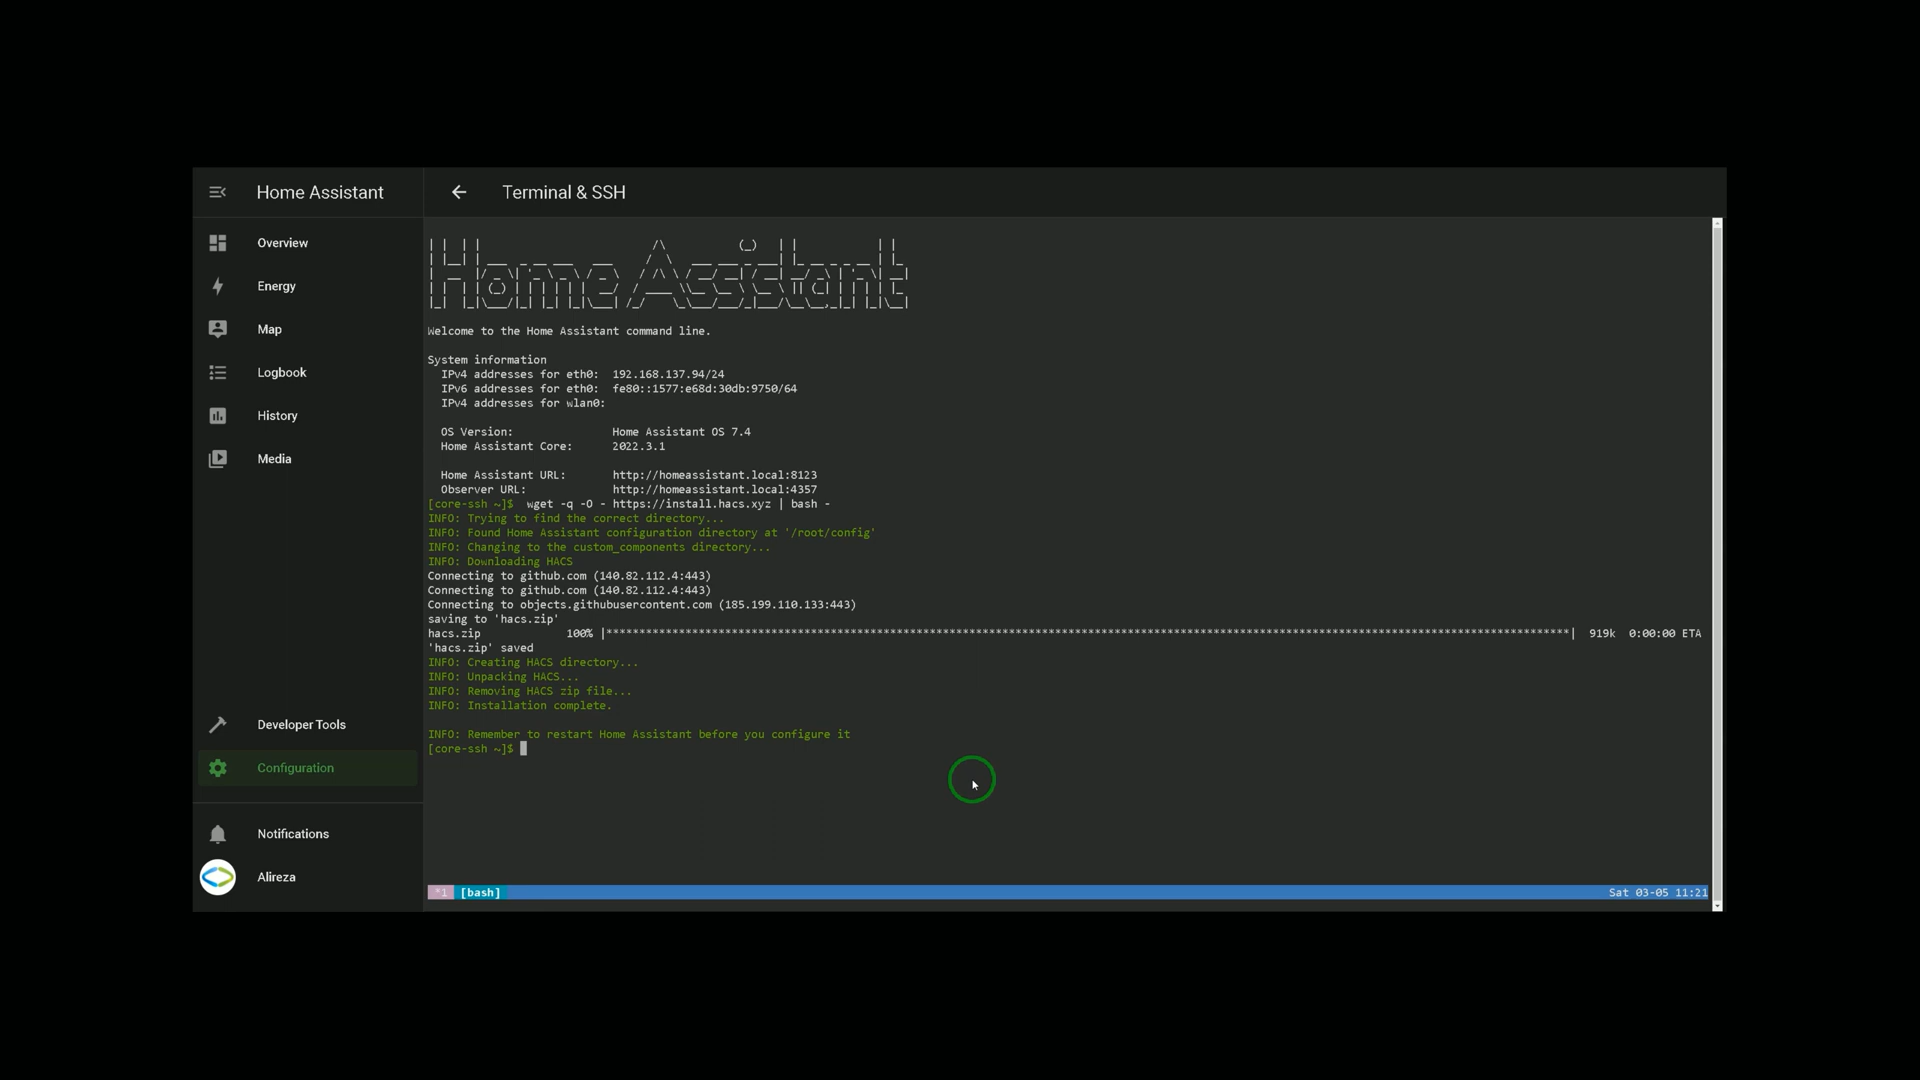 Home Assistant
Terminal & SSH
Overview
Energy
Map
Logbook
History
Media
Developer Tools
Configuration
Notifications
Alireza
Home Assistant
Welcome to the Home Assistant command line.
System information
IPv4 addresses for eth0: 192.168.137.94/24
IPv6 addresses for eth0: fe80::1577:e68d:30db:9750/64
IPv4 addresses for wlan0:
OS Version: Home Assistant OS 7.4
Home Assistant Core: 2022.3.1
Home Assistant URL: http://homeassistant.local:8123
Observer URL: http://homeassistant.local:4357
[core-ssh ~]$ wget -q -O - https://install.hacs.xyz | bash -
INFO: Trying to find the correct directory...
INFO: Found Home Assistant configuration directory at '/root/config'
INFO: Changing to the custom_components directory...
INFO: Downloading HACS
Connecting to github.com (140.82.112.4:443)
Connecting to github.com (140.82.112.4:443)
Connecting to objects.githubusercontent.com (185.199.110.133:443)
saving to 'hacs.zip'
hacs.zip 100% 919k 0:00:00 ETA
'hacs.zip' saved
INFO: Creating HACS directory...
INFO: Unpacking HACS...
INFO: Removing HACS zip file...
INFO: Installation complete.
INFO: Remember to restart Home Assistant before you configure it
[core-ssh ~]$
*1 [bash] Sat 03-05 11:21